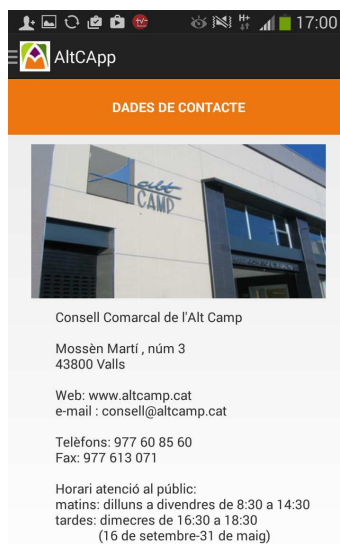 17:00
AltCApp
DADES DE CONTACTE
alt
CAMP
Consell Comarcal de l'Alt Camp
Mossèn Martí , núm 3
43800 Valls
Web: www.altcamp.cat
e-mail : consell@altcamp.cat
Telèfons: 977 60 85 60
Fax: 977 613 071
Horari atenció al públic:
matins: dilluns a divendres de 8:30 a 14:30
tardes: dimecres de 16:30 a 18:30
(16 de setembre-31 de maig)